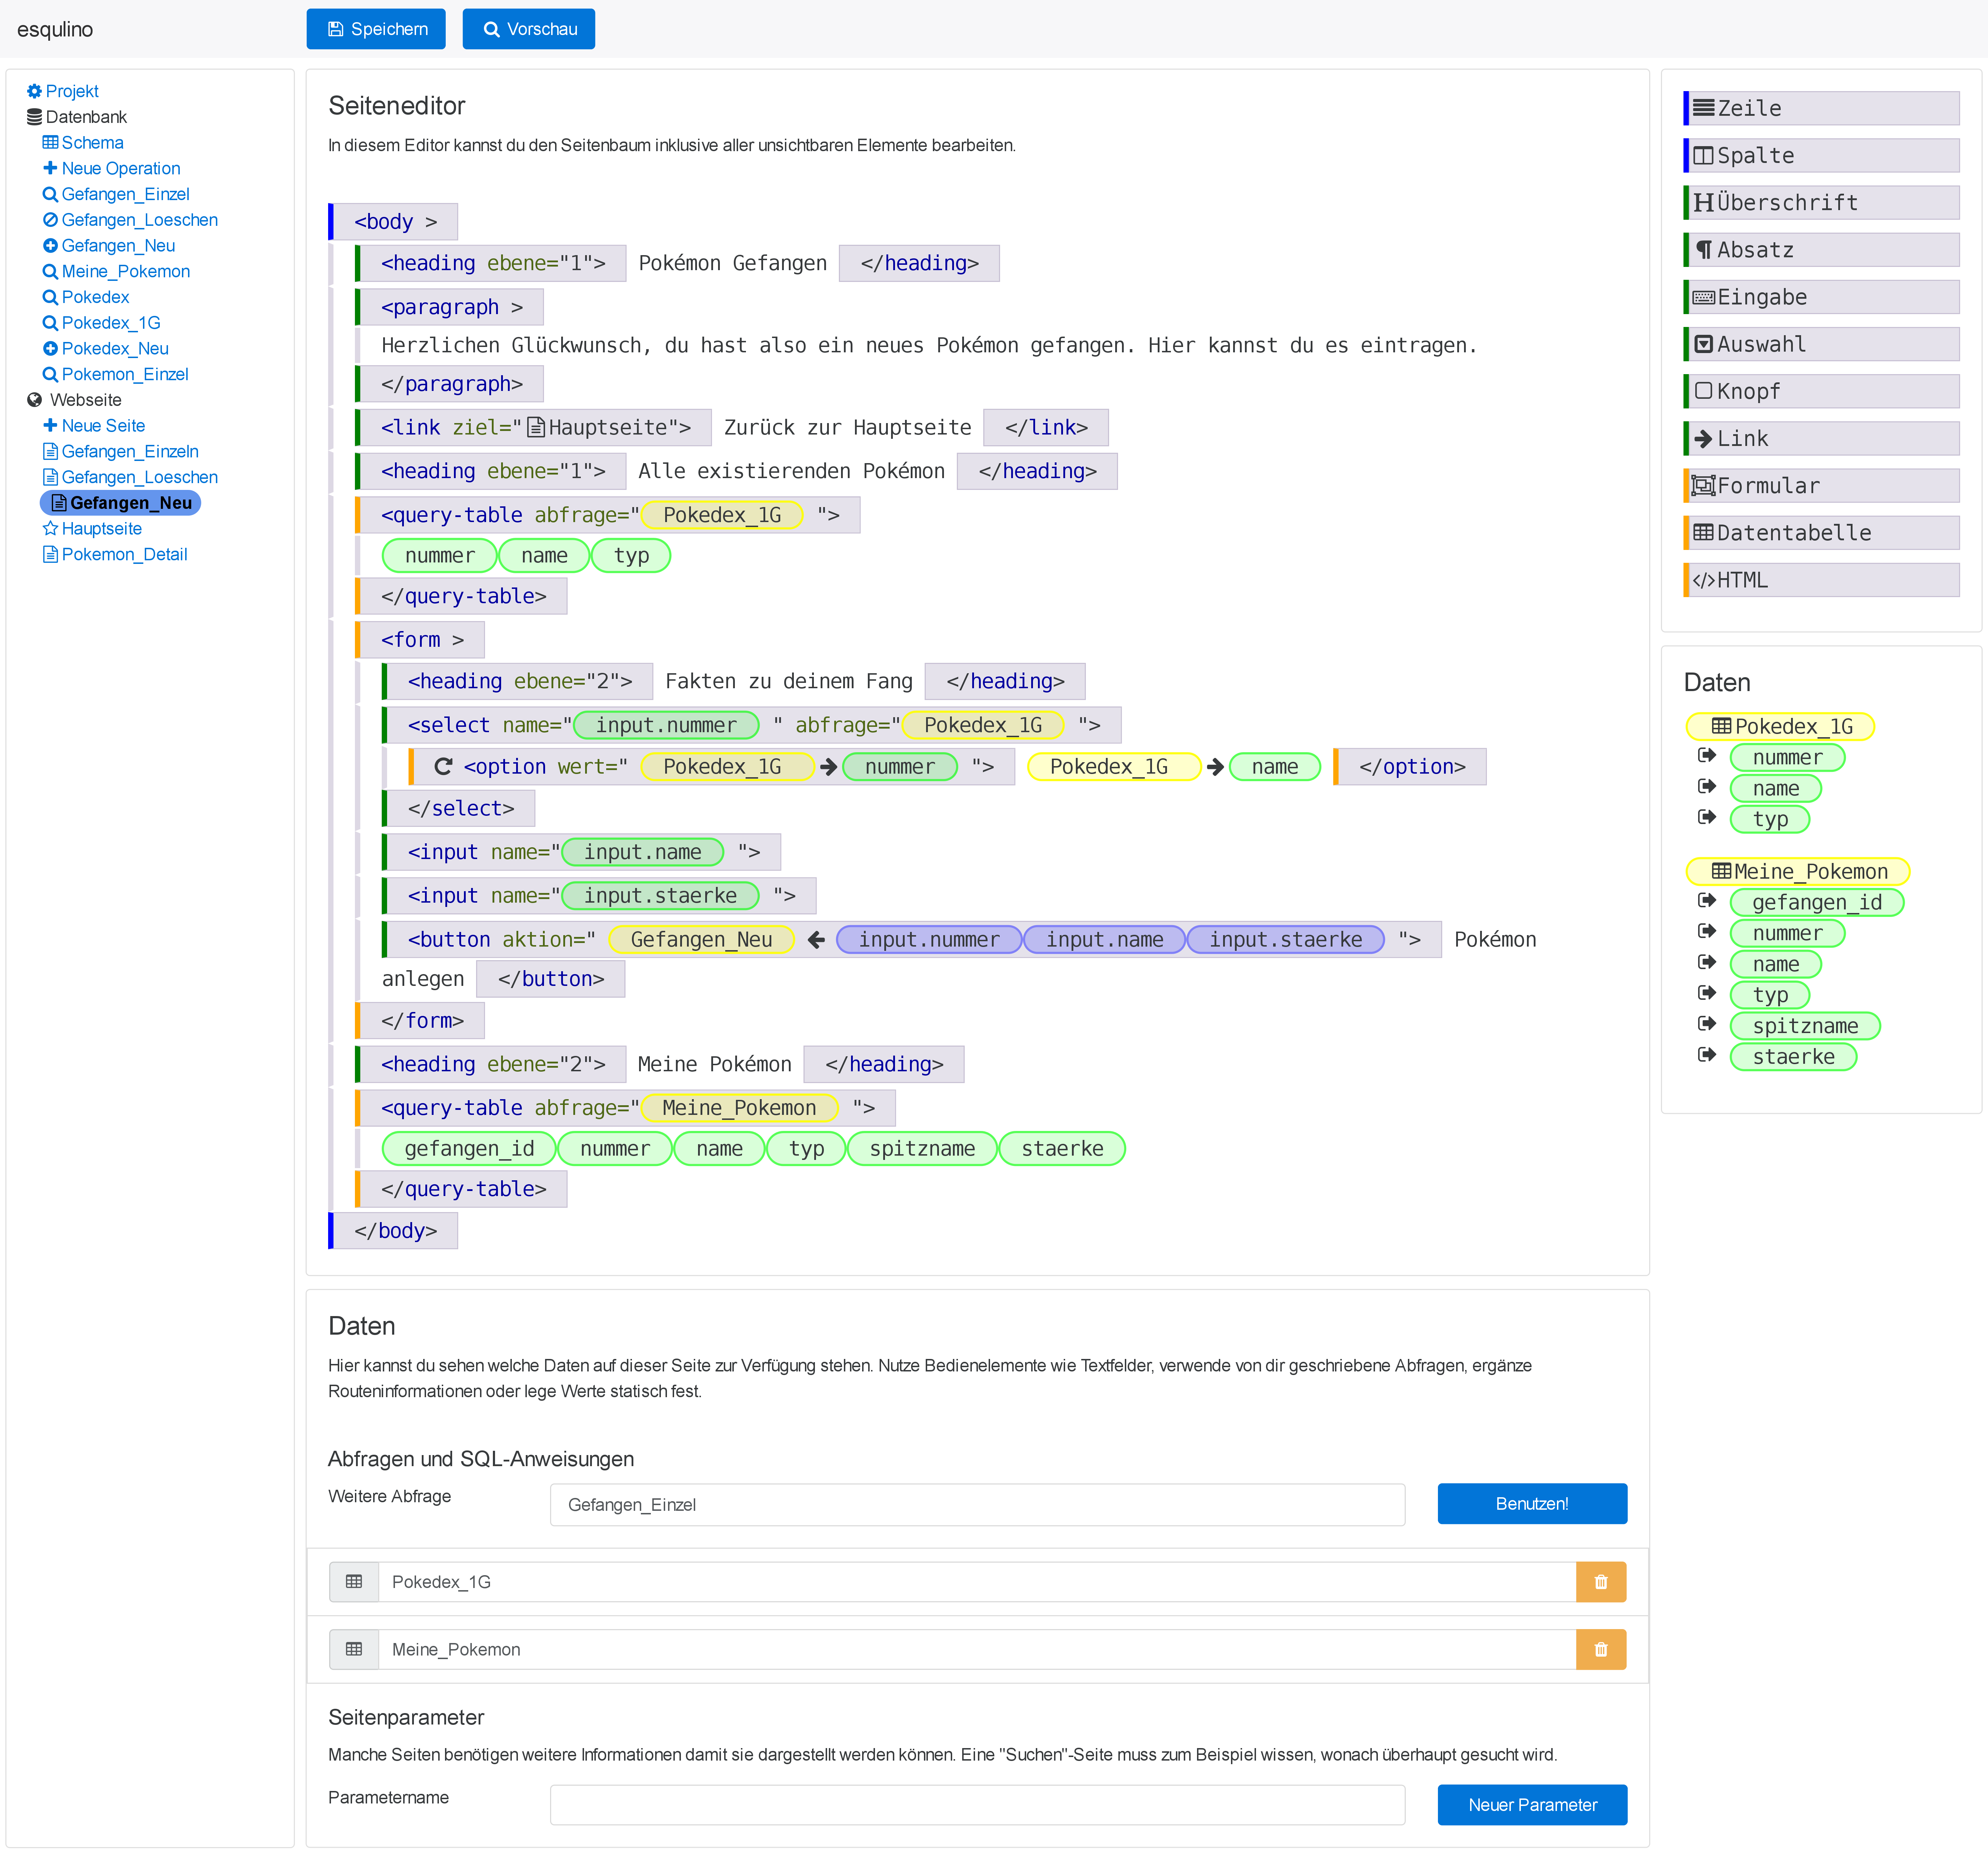 esqulino
Speichern
Vorschau
Projekt
Datenbank
Schema
Neue Operation
Gefangen_Einzel
Gefangen_Loeschen
Gefangen_Neu
Meine_Pokemon
Pokedex
Pokedex_1G
Pokedex_Neu
Pokemon_Einzel
Webseite
Neue Seite
Gefangen_Einzeln
Gefangen_Loeschen
Gefangen_Neu
Hauptseite
Pokemon_Detail
Seiteneditor
In diesem Editor kannst du den Seitenbaum inklusive aller unsichtbaren Elemente bearbeiten.
<body >
<heading ebene="1"> Pokémon Gefangen </heading>
<paragraph >
Herzlichen Glückwunsch, du hast also ein neues Pokémon gefangen. Hier kannst du es eintragen.
</paragraph>
<link ziel="Hauptseite"> Zurück zur Hauptseite </link>
<heading ebene="1"> Alle existierenden Pokémon </heading>
<query-table abfrage=" Pokedex_1G ">
nummer name typ
</query-table>
<form >
<heading ebene="2"> Fakten zu deinem Fang </heading>
<select name=" input.nummer " abfrage=" Pokedex_1G ">
<option wert=" Pokedex_1G nummer "> Pokedex_1G name </option>
</select>
<input name=" input.name ">
<input name=" input.staerke ">
<button aktion=" Gefangen_Neu input.nummer input.name input.staerke "> Pokémon
anlegen </button>
</form>
<heading ebene="2"> Meine Pokémon </heading>
<query-table abfrage=" Meine_Pokemon ">
gefangen_id nummer name typ spitzname staerke
</query-table>
</body>
Daten
Hier kannst du sehen welche Daten auf dieser Seite zur Verfügung stehen. Nutze Bedienelemente wie Textfelder, verwende von dir geschriebene Abfragen, ergänze
Routeninformationen oder lege Werte statisch fest.
Abfragen und SQL-Anweisungen
Weitere Abfrage
Gefangen_Einzel
Benutzen!
Pokedex_1G
Meine_Pokemon
Seitenparameter
Manche Seiten benötigen weitere Informationen damit sie dargestellt werden können. Eine "Suchen"-Seite muss zum Beispiel wissen, wonach überhaupt gesucht wird.
Parametername
Neuer Parameter
Zeile
Spalte
Überschrift
Absatz
Eingabe
Auswahl
Knopf
Link
Formular
Datentabelle
HTML
Daten
Pokedex_1G
nummer
name
typ
Meine_Pokemon
gefangen_id
nummer
name
typ
spitzname
staerke